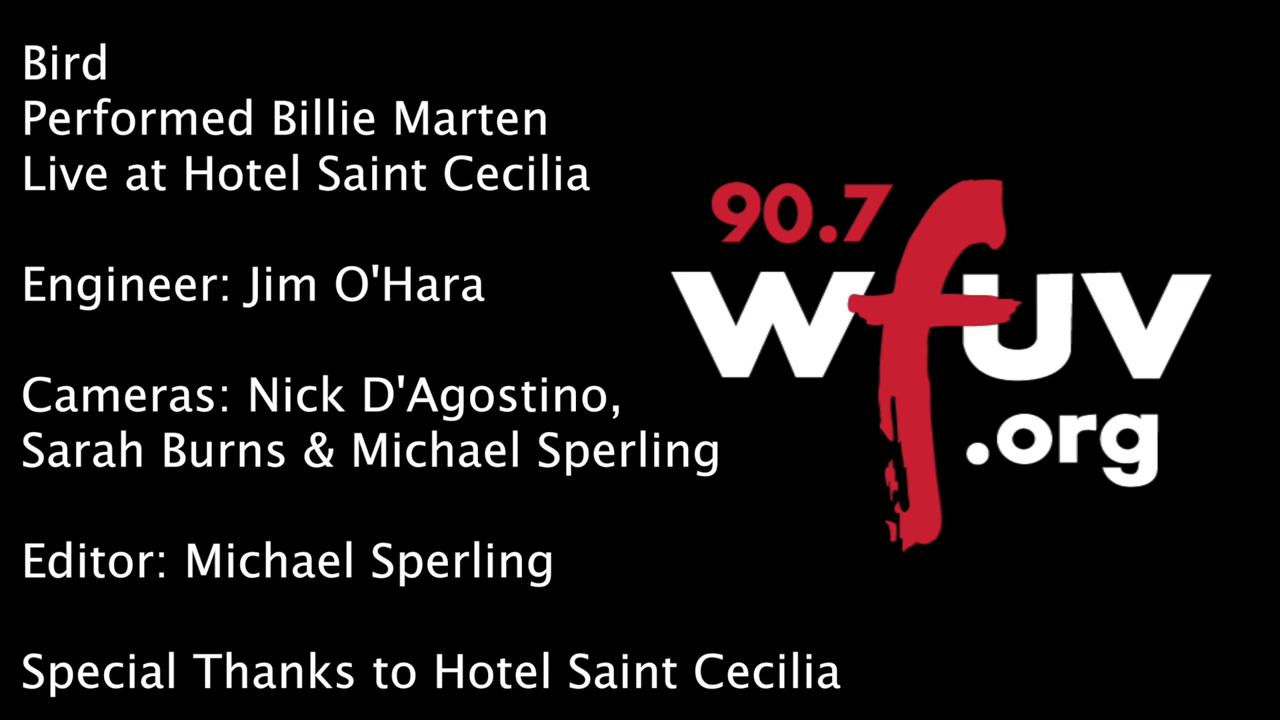 Bird
Performed Billie Marten
Live at Hotel Saint Cecilia
Engineer: Jim O'Hara
Cameras: Nick D'Agostino,
Sarah Burns & Michael Sperling
Editor: Michael Sperling
Special Thanks to Hotel Saint Cecilia
90.7
wfuv
.org